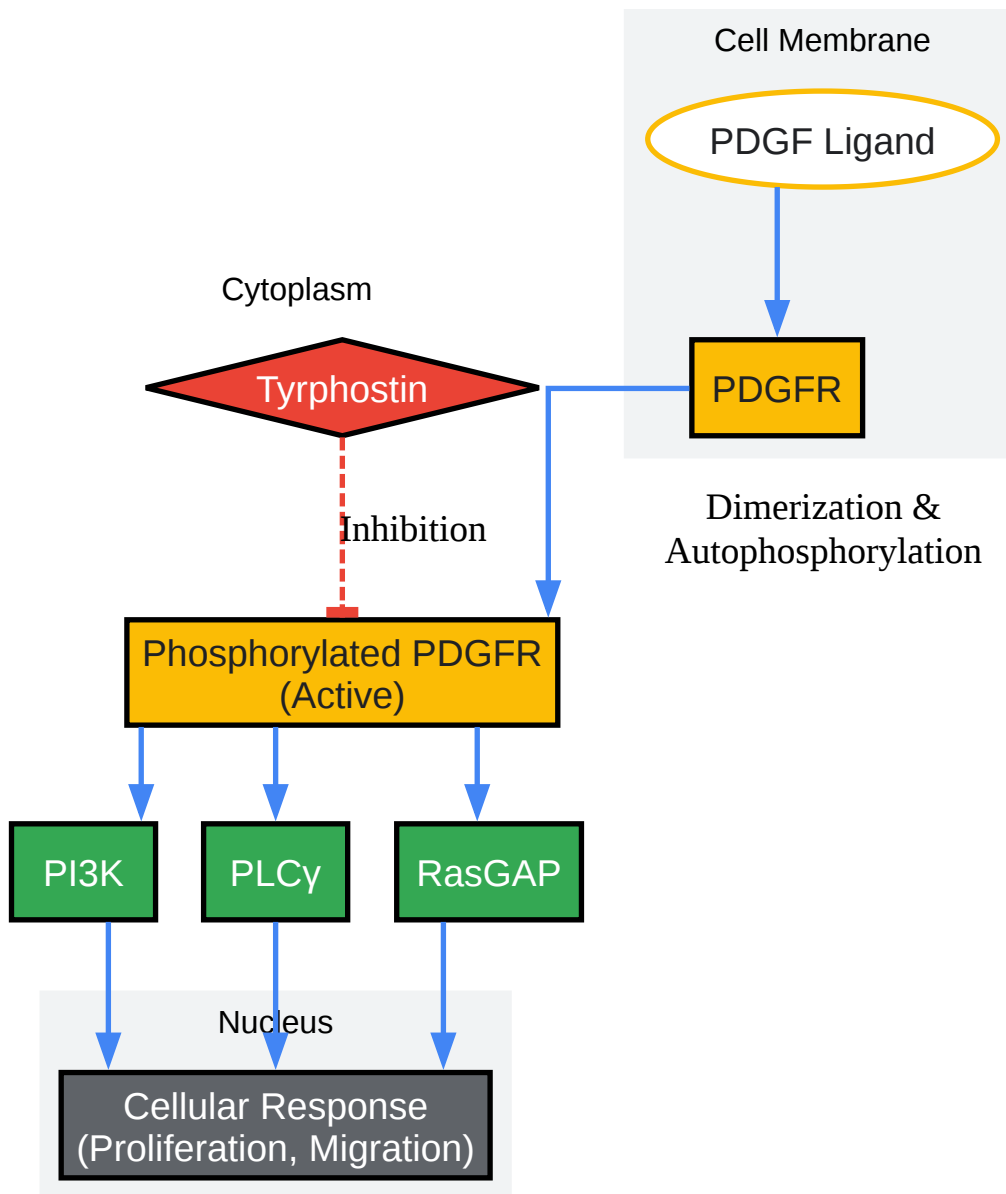 Cell Membrane
PDGF Ligand
Cytoplasm
Tyrphostin
PDGFR
Inhibition
Dimerization &
Autophosphorylation
Phosphorylated PDGFR
(Active)
PI3K
PLCγ
RasGAP
Nucleus
Cellular Response
(Proliferation, Migration)